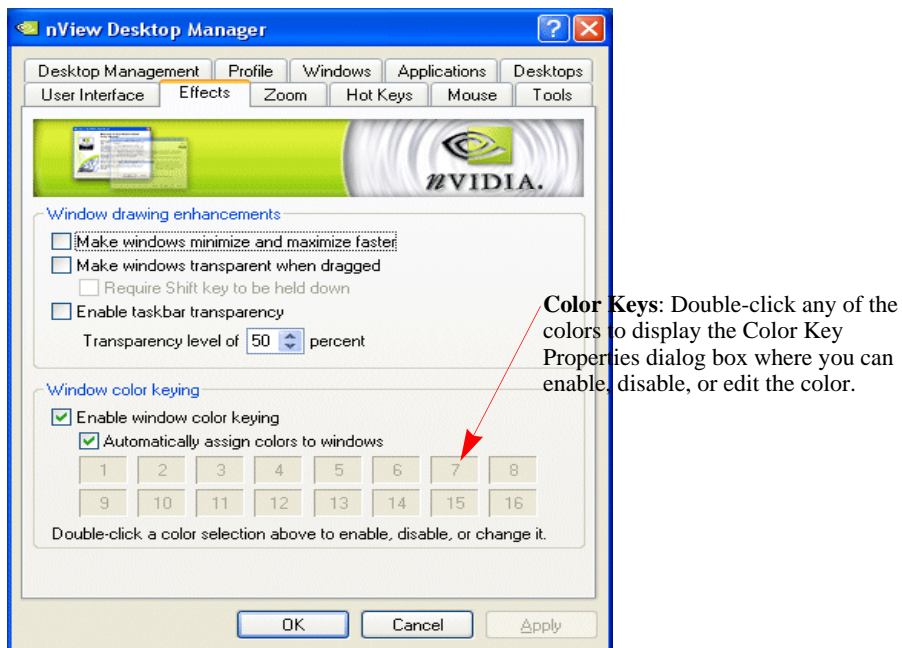 nView Desktop Manager
Desktop Management Profile Windows Applications Desktops
User Interface Effects Zoom Hot Keys Mouse Tools
nVIDIA.
Window drawing enhancements
Make windows minimize and maximize faster
Make windows transparent when dragged
Require Shift key to be held down
Enable taskbar transparency
Transparency level of 50 percent
Color Keys: Double-click any of the
colors to display the Color Key
Properties dialog box where you can
enable, disable, or edit the color.
Window color keying
Enable window color keying
Automatically assign colors to windows
1 2 3 4 5 6 7 8
9 10 11 12 13 14 15 16
Double-click a color selection above to enable, disable, or change it.
OK Cancel Apply